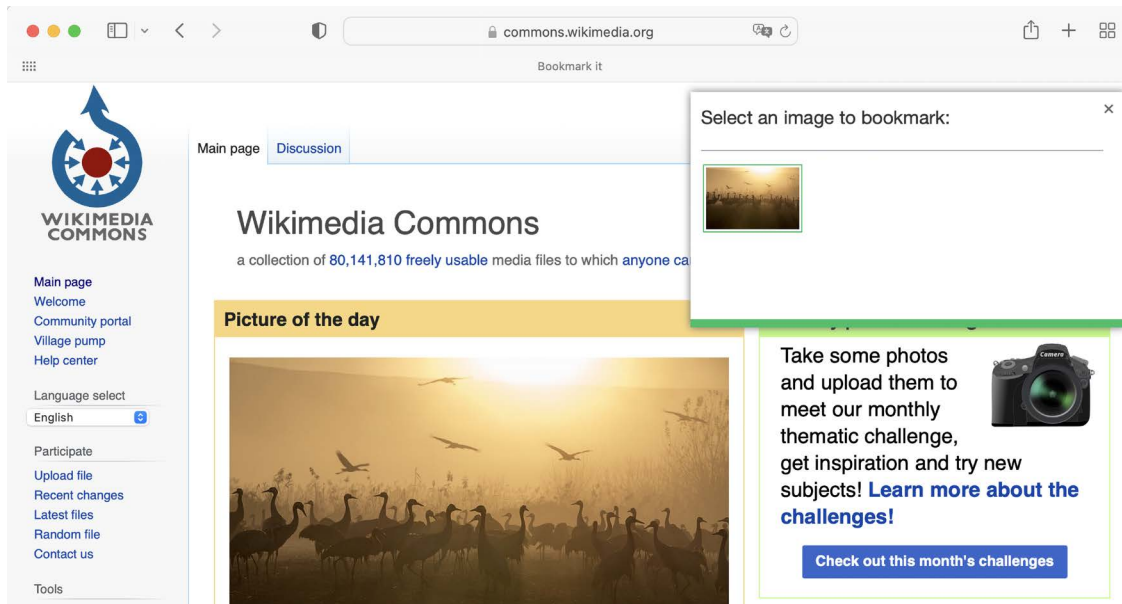 commons.wikimedia.org
Bookmark it
WIKIMEDIA
COMMONS
Main page
Welcome
Community portal
Village pump
Help center
Language select
English
Participate
Upload file
Recent changes
Latest files
Random file
Contact us
Tools
Main page
Discussion
Wikimedia Commons
a collection of 80,141,810 freely usable media files to which anyone ca
Picture of the day
Select an image to bookmark:
Camera
Take some photos
and upload them to
meet our monthly
thematic challenge,
get inspiration and try new
subjects! Learn more about the
challenges!
Check out this month's challenges